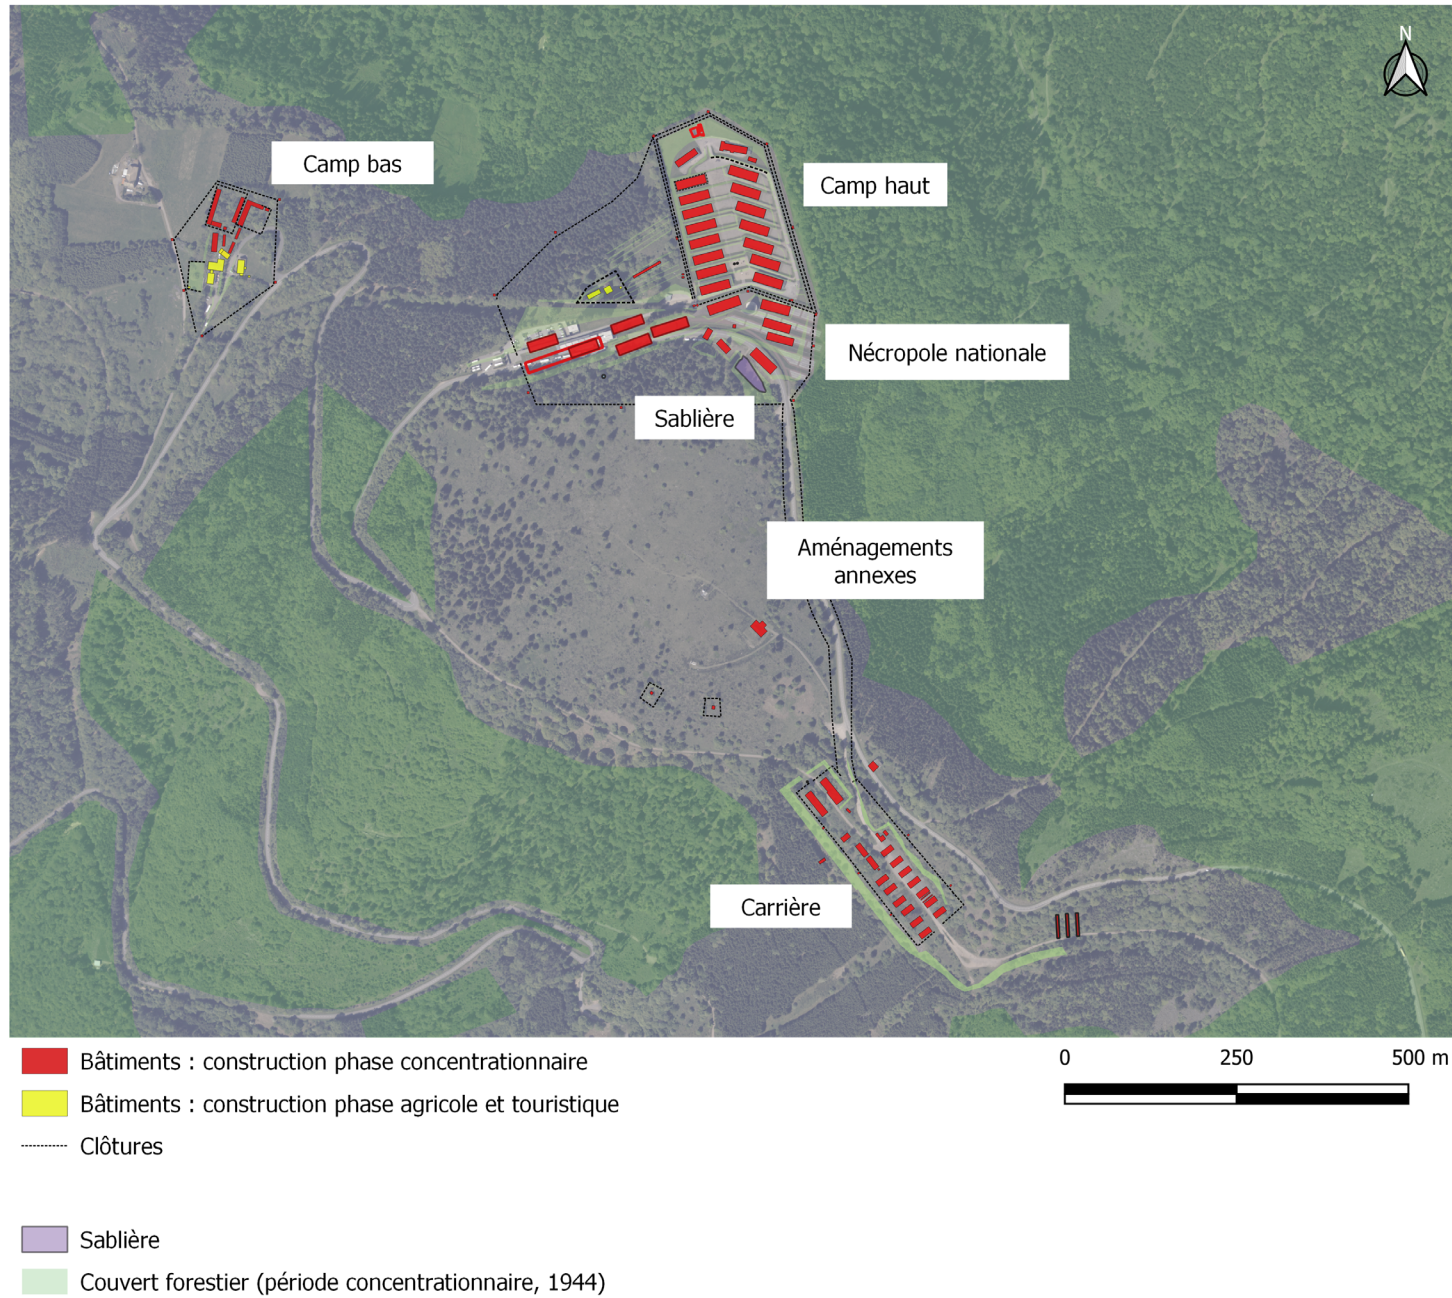 N
Camp bas
Camp haut
Nécropole nationale
Sablière
Aménagements
annexes
Carrière
Bâtiments : construction phase concentrationnaire
Bâtiments : construction phase agricole et touristique
Clôtures
Sablière
Couvert forestier (période concentrationnaire, 1944)
0 250 500 m